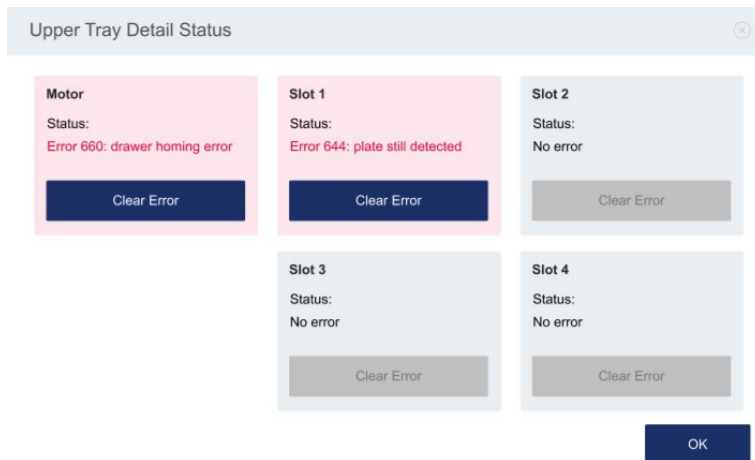 Upper Tray Detail Status
Motor
Status:
Error 660: drawer homing error
Clear Error
Slot 1
Status:
Error 644: plate still detected
Clear Error
Slot 2
Status:
No error
Clear Error
Slot 3
Status:
No error
Clear Error
Slot 4
Status:
No error
Clear Error
OK